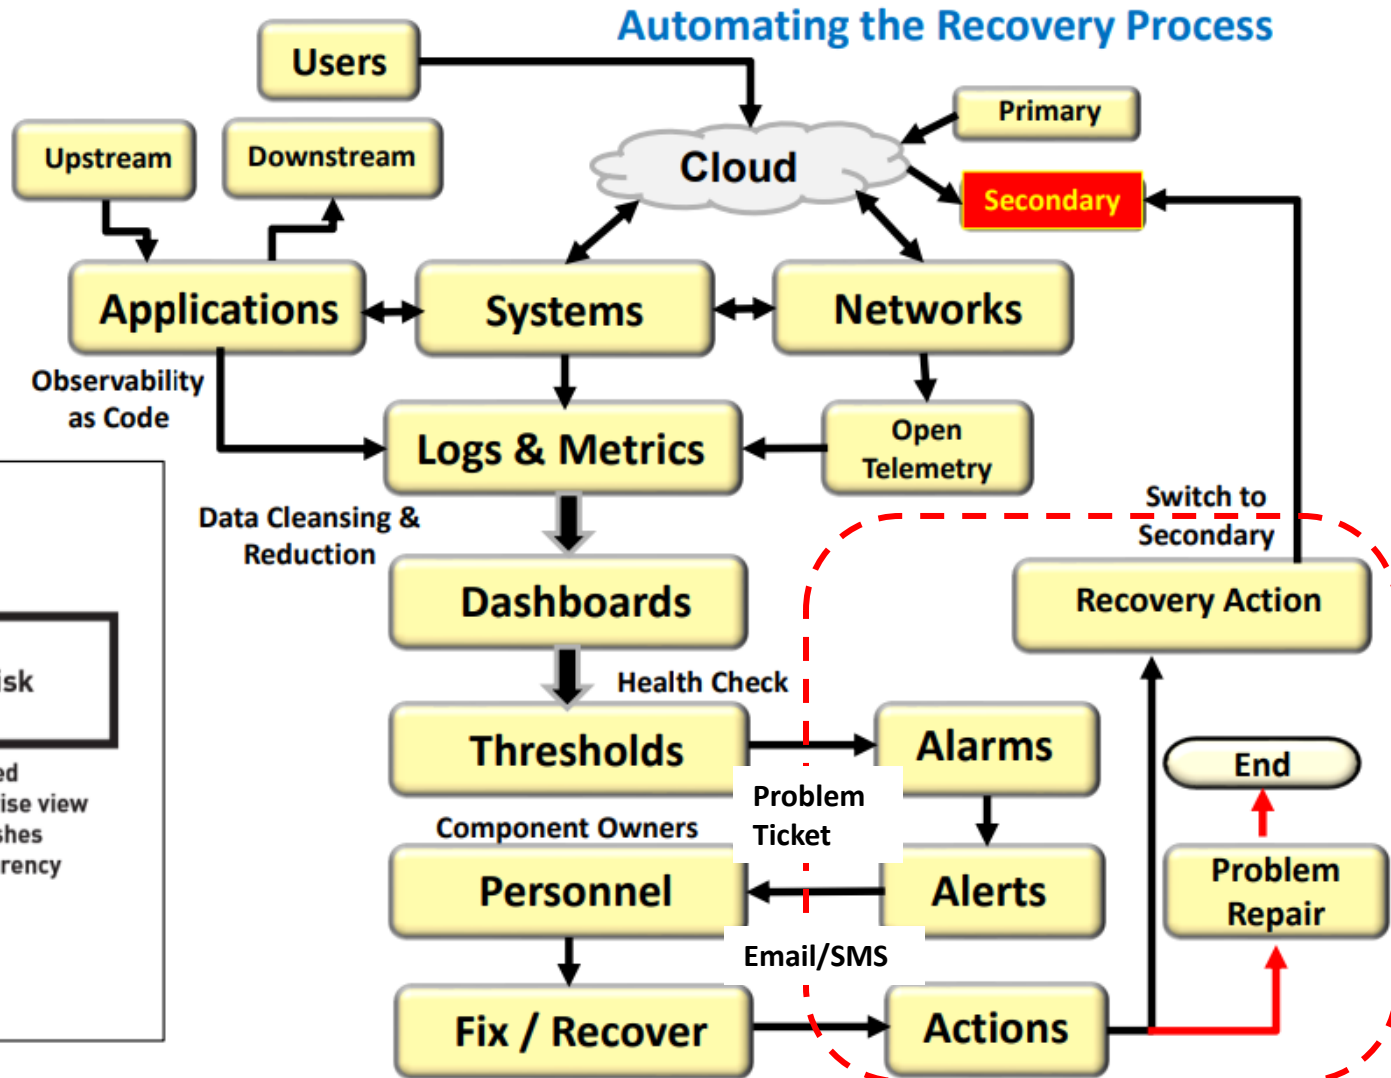 Automating the Recovery Process
Users
Primary
Upstream
Downstream
Cloud
Secondary
Applications
Systems
Networks
Observability
as Code
Logs & Metrics
Open
Telemetry
Data Cleansing &
Reduction
Switch to
Secondary
Dashboards
Recovery Action
Health Check
Thresholds
Alarms
End
Problem
Ticket
Component Owners
Personnel
Alerts
Problem
Repair
Email/SMS
Fix / Recover
Actions
view